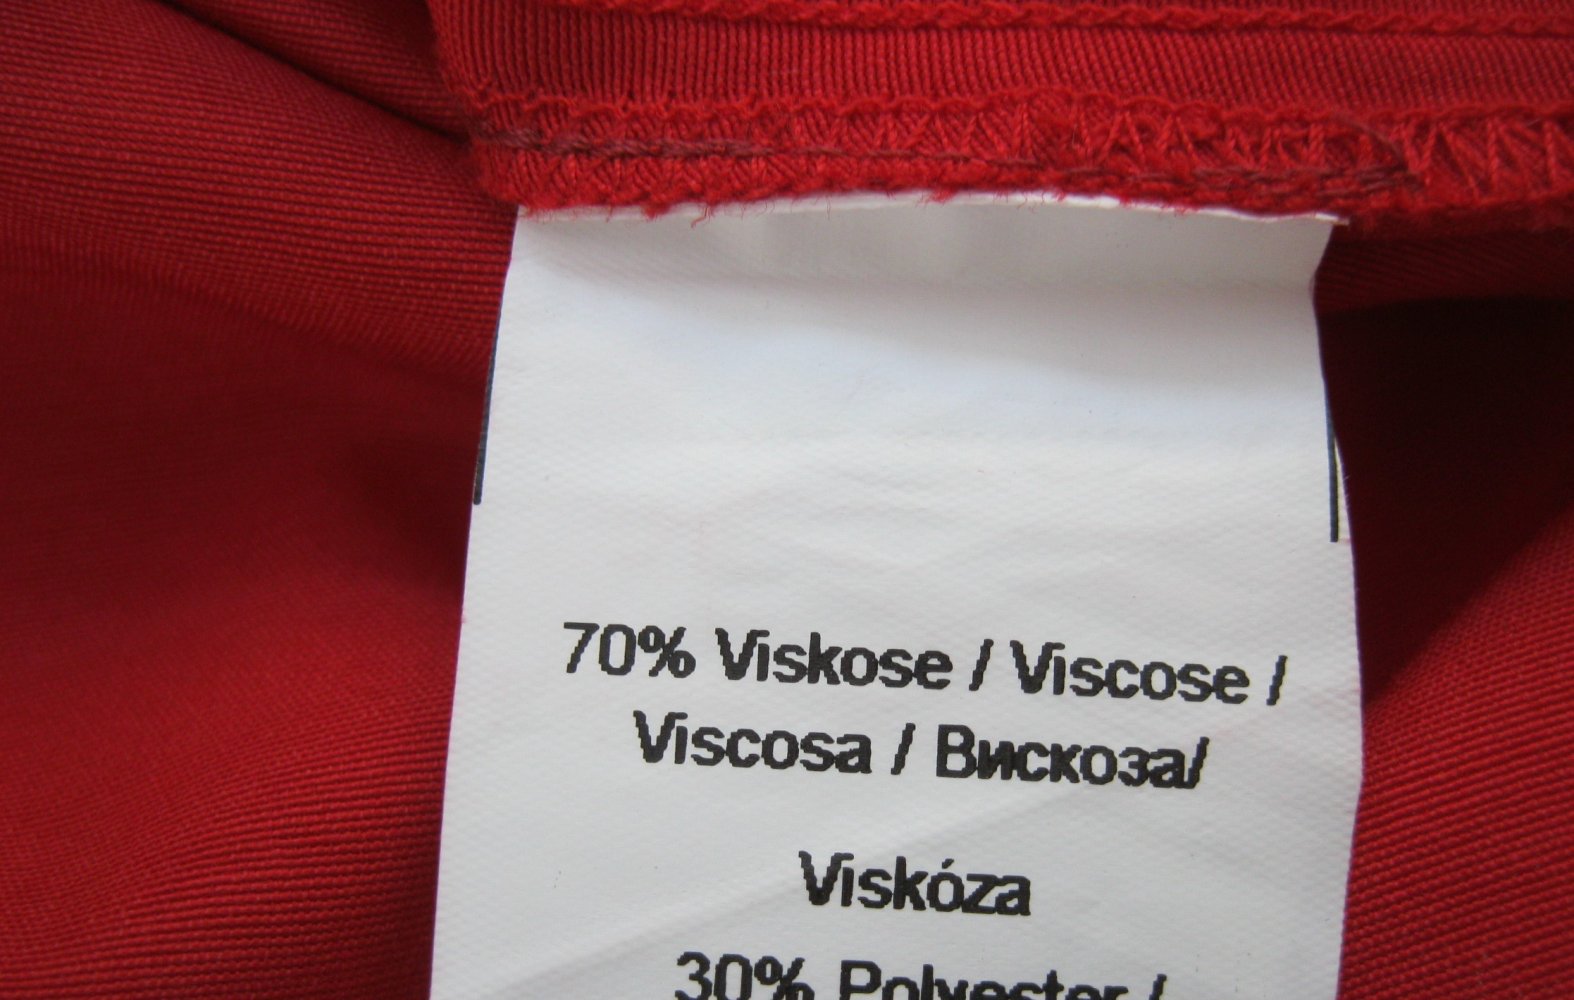 70% Viskose / Viscose /
Viscosa / Вискоза/
Viskóza
30% Polyester /